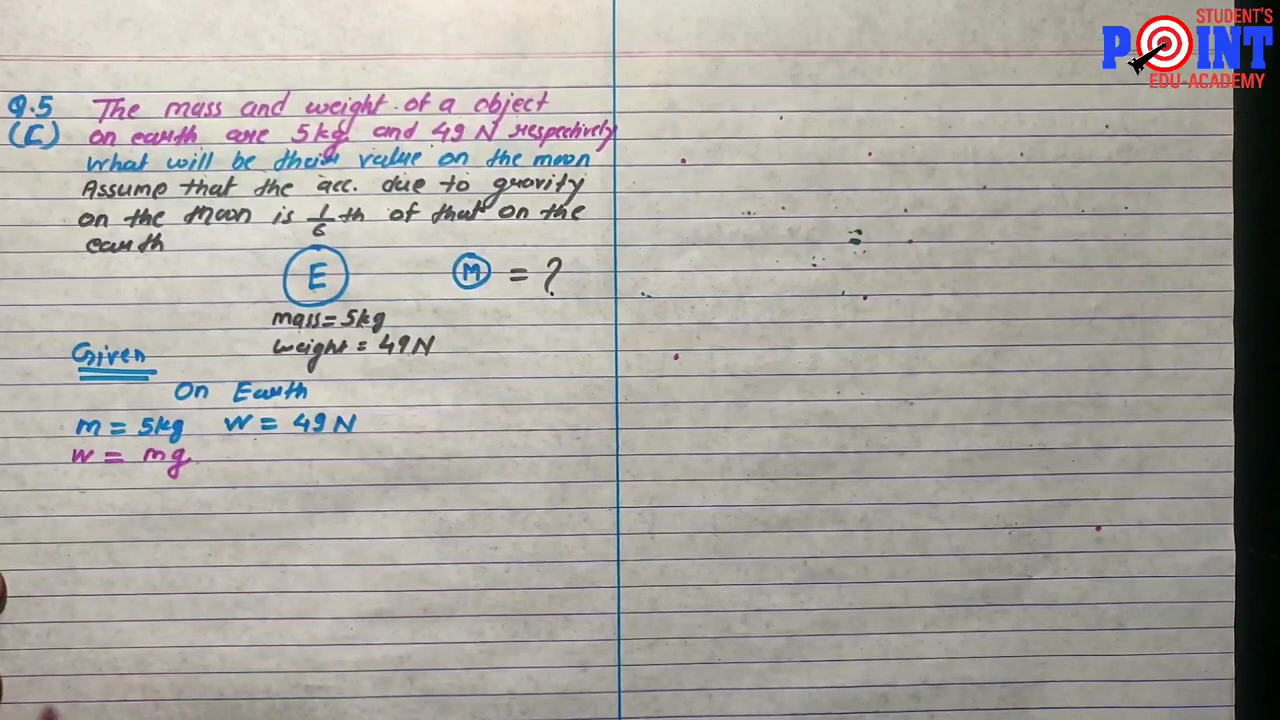 STUDENT'S
POINT
EDU-ACADEMY
Q.5 The mass and weight of a object
(C) on earth are 5kg and 49 N respectively
What will be their value on the moon
Assume that the acc. due to gravity
on the Moon is 1/6 th of that on the
earth
E M = ?
mass = 5kg
weight = 49 N
Given
On Earth
m = 5kg W = 49 N
W = mg